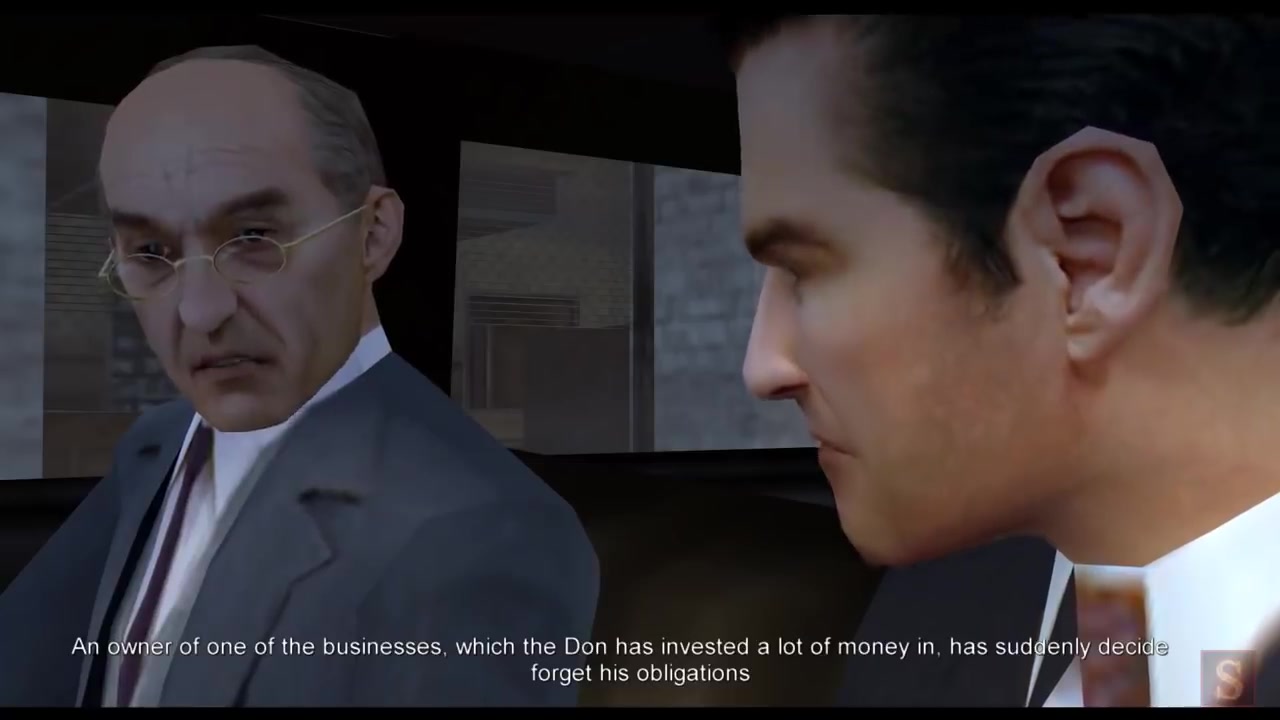 An owner of one of the businesses, which the Don has invested a lot of money in, has suddenly decide
forget his obligations
S